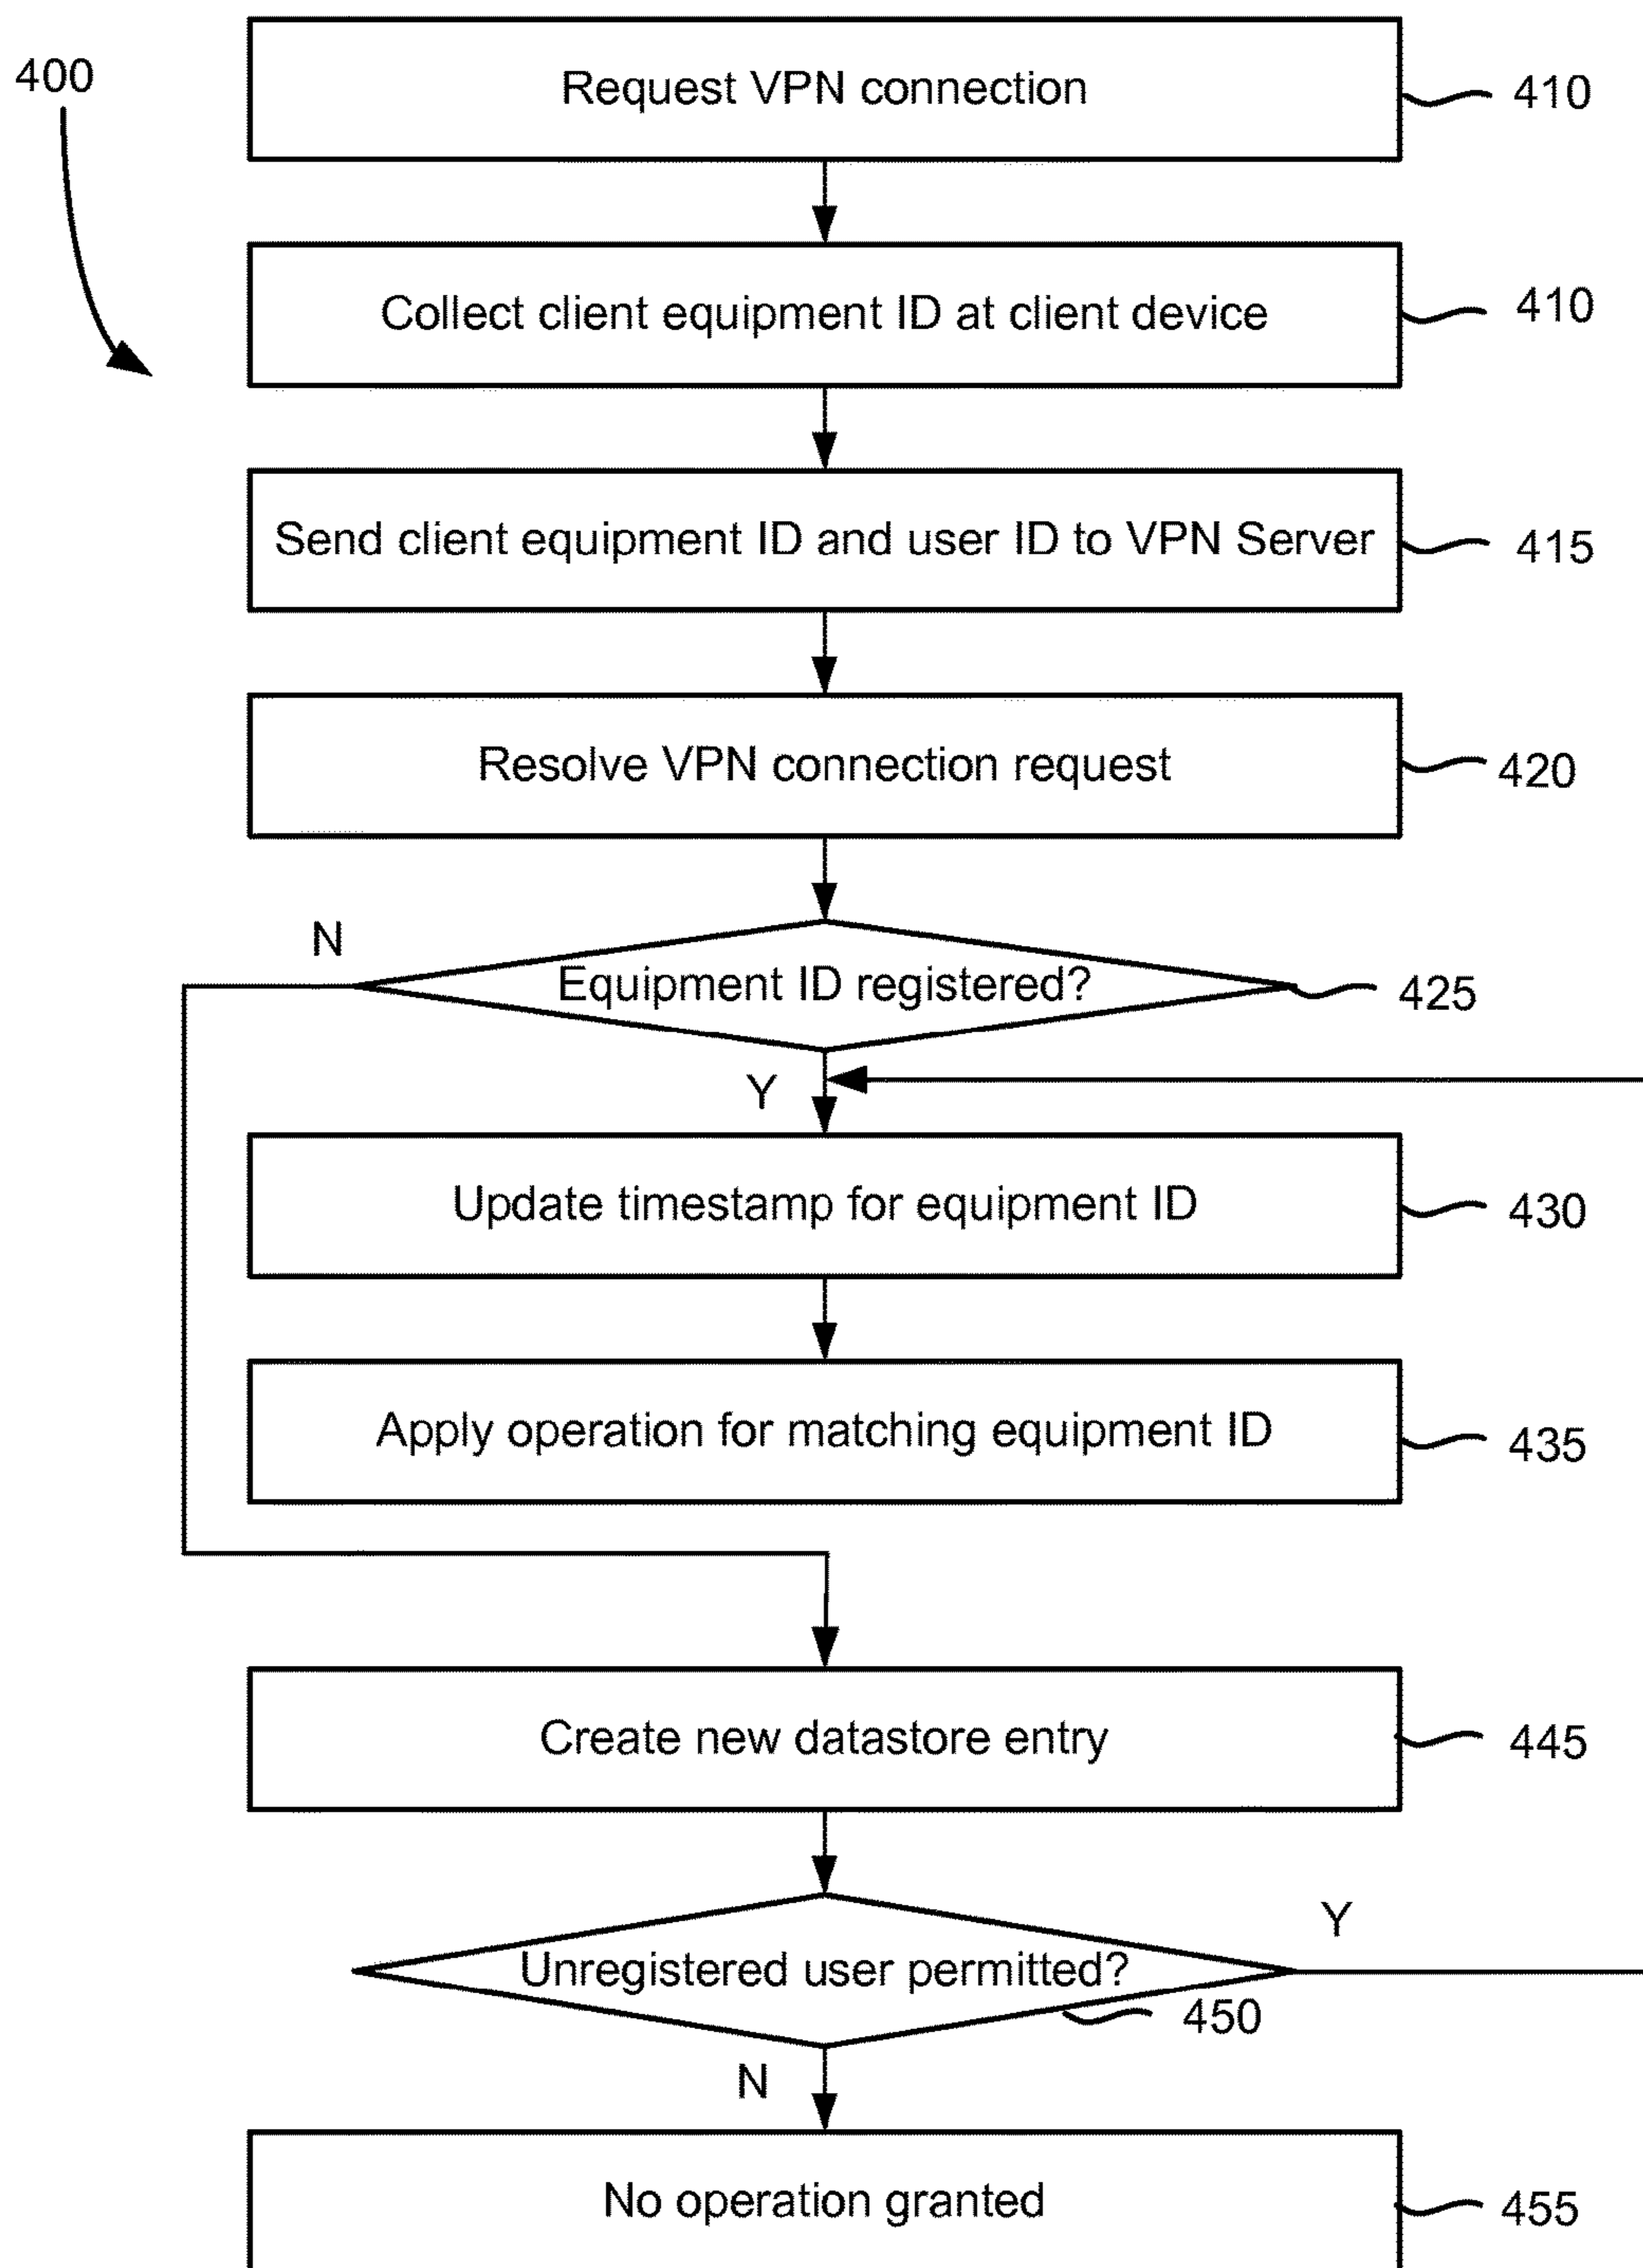 400
Request VPN connection
410
Collect client equipment ID at client device
410
Send client equipment ID and user ID to VPN Server
415
Resolve VPN connection request
420
N
Equipment ID registered?
425
Y
Update timestamp for equipment ID
430
Apply operation for matching equipment ID
435
Create new datastore entry
445
Y
Unregistered user permitted?
450
N
No operation granted
455